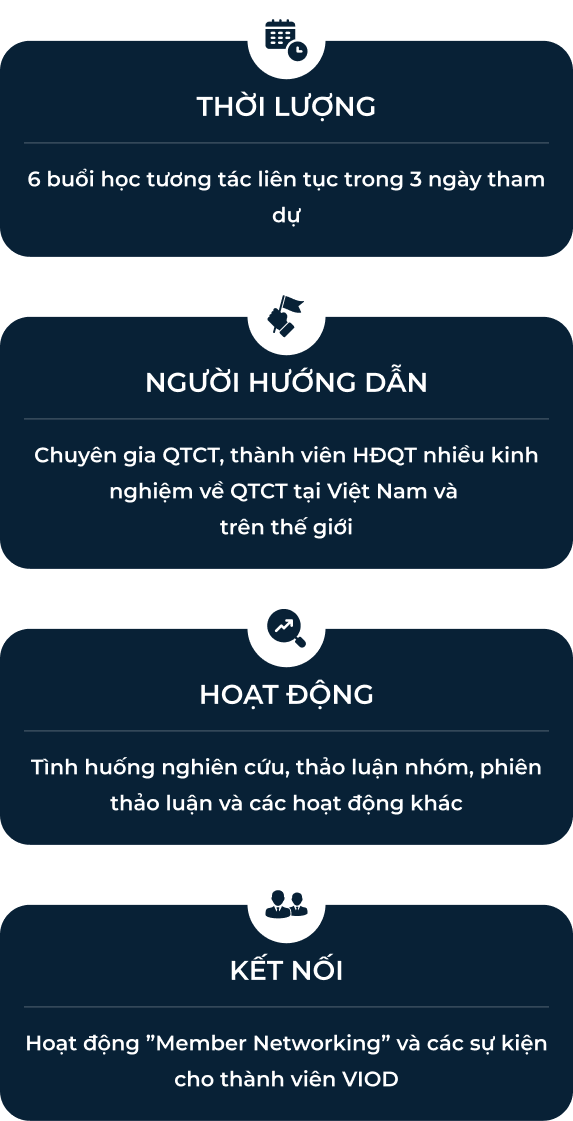 THỜI LƯỢNG
6 buổi học tương tác liên tục trong 3 ngày tham
dự
NGƯỜI HƯỚNG DẪN
Chuyên gia QTCT, thành viên HĐQT nhiều kinh
nghiệm về QTCT tại Việt Nam và
trên thế giới
HOẠT ĐỘNG
Tình huống nghiên cứu, thảo luận nhóm, phiên
thảo luận và các hoạt động khác
KẾT NỐI
Hoạt động ”Member Networking” và các sự kiện
cho thành viên VIOD